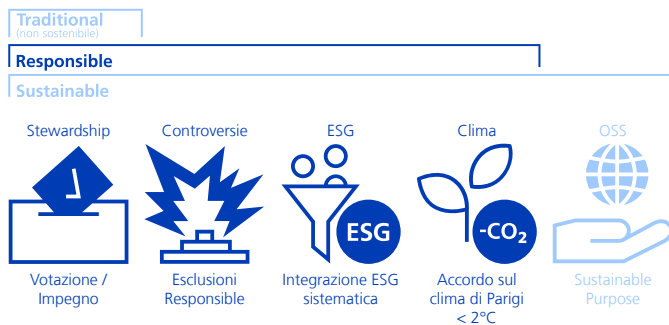 Traditional
(non sostenibile)
Responsible
Sustainable
Stewardship
Controversie
ESG
Clima
OSS
ESG
-CO₂
Votazione /
Impegno
Esclusioni
Responsible
Integrazione ESG
sistematica
Accordo sul
clima di Parigi
< 2°C
Sustainable
Purpose